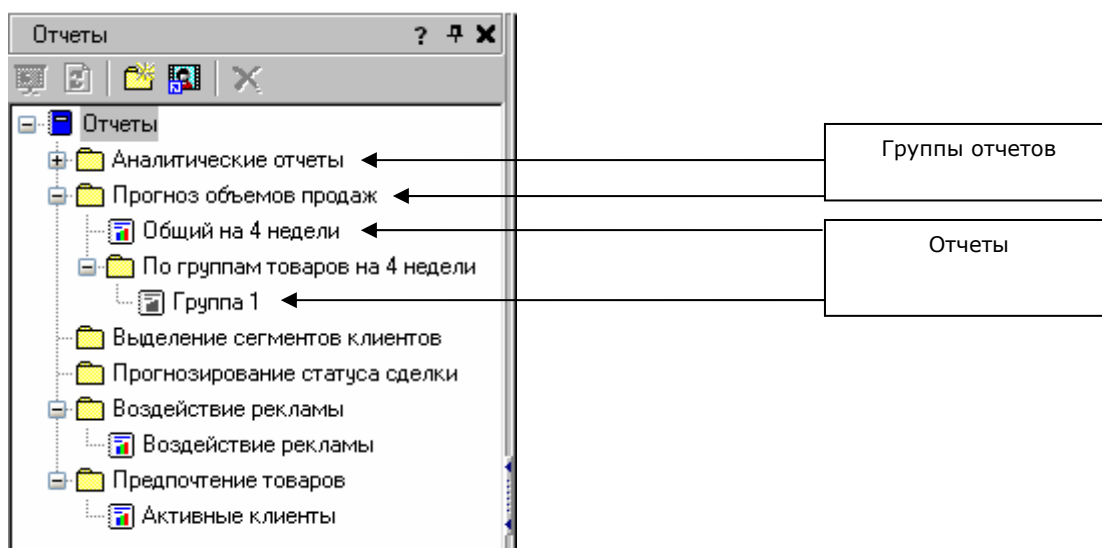 Отчеты
Отчеты
Аналитические отчеты
Прогноз объемов продаж
Общий на 4 недели
По группам товаров на 4 недели
Группа 1
Выделение сегментов клиентов
Прогнозирование статуса сделки
Воздействие рекламы
Воздействие рекламы
Предпочтение товаров
Активные клиенты
Группы отчетов
Отчеты